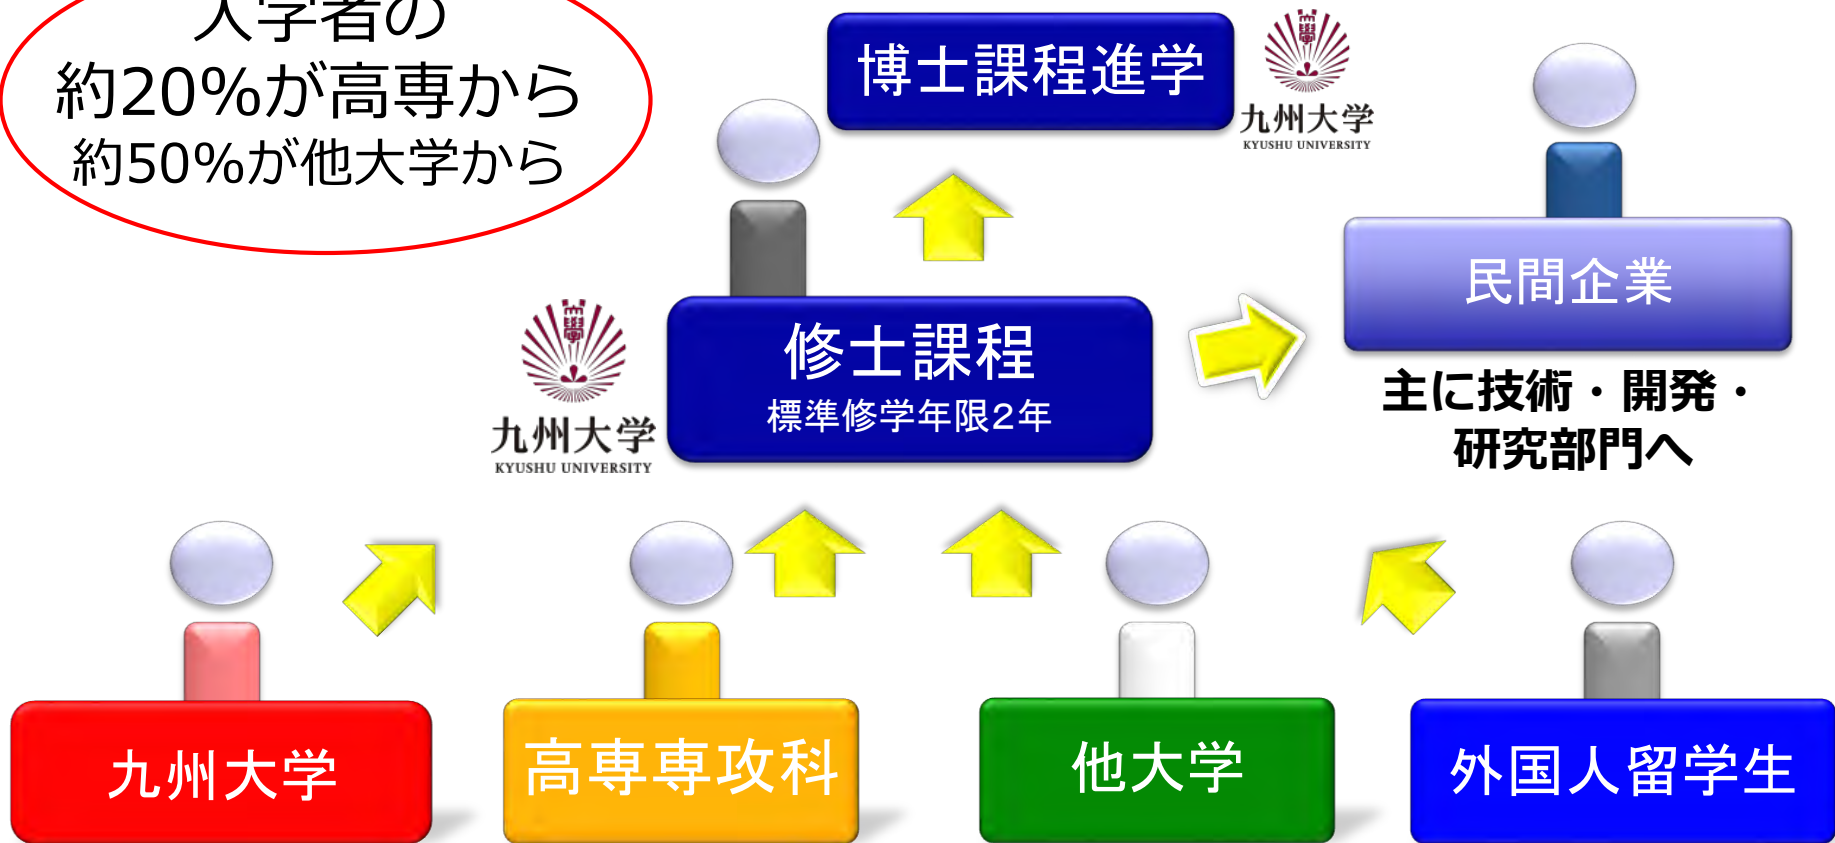 入学者の
約20%が高専から
約50%が他大学から
博士課程進学
九州大学
KYUSHU UNIVERSITY
民間企業
主に技術・開発・
研究部門へ
修士課程
標準修学年限2年
九州大学
KYUSHU UNIVERSITY
九州大学
高専専攻科
他大学
外国人留学生